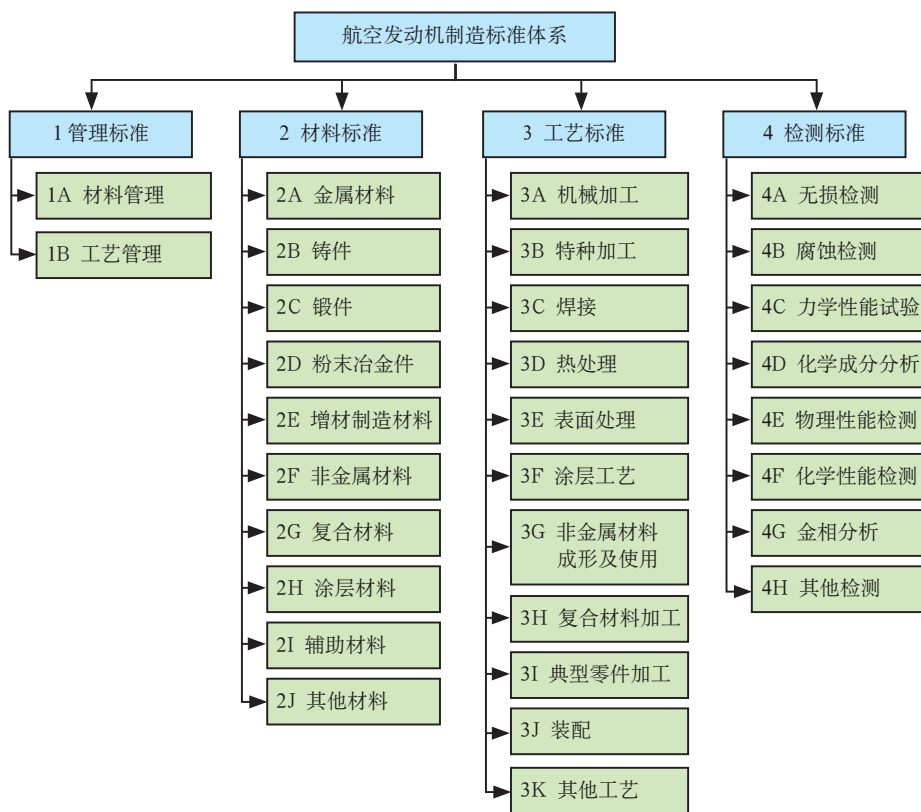 航空发动机制造标准体系
1 管理标准
1A 材料管理
1B 工艺管理
2 材料标准
2A 金属材料
2B 铸件
2C 锻件
2D 粉末冶金件
2E 增材制造材料
2F 非金属材料
2G 复合材料
2H 涂层材料
2I 辅助材料
2J 其他材料
3 工艺标准
3A 机械加工
3B 特种加工
3C 焊接
3D 热处理
3E 表面处理
3F 涂层工艺
3G 非金属材料
成形及使用
3H 复合材料加工
3I 典型零件加工
3J 装配
3K 其他工艺
4 检测标准
4A 无损检测
4B 腐蚀检测
4C 力学性能试验
4D 化学成分分析
4E 物理性能检测
4F 化学性能检测
4G 金相分析
4H 其他检测